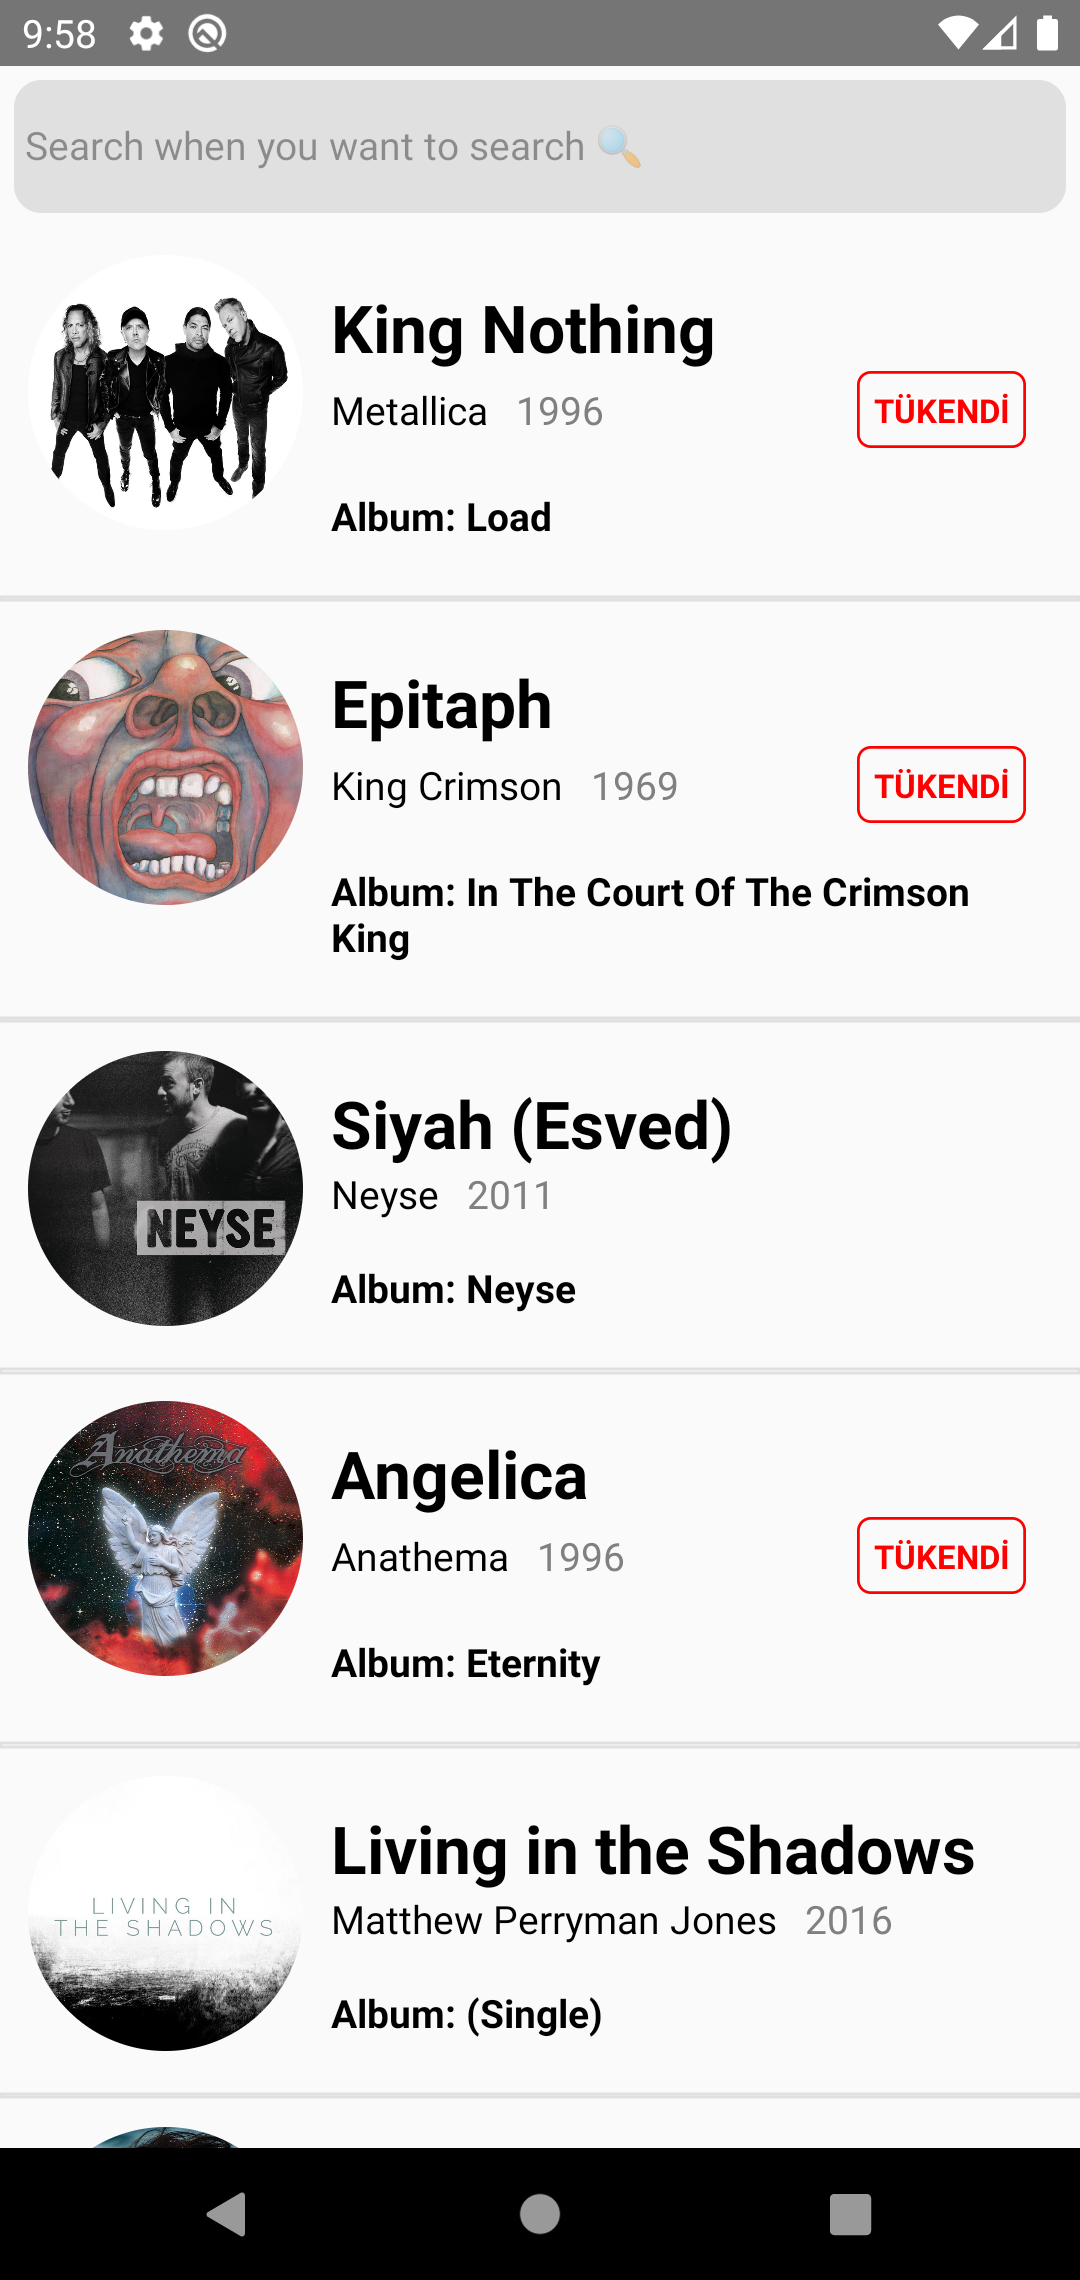 9:58
Search when you want to search 🔍
King Nothing
Metallica 1996
TÜKENDİ
Album: Load
Epitaph
King Crimson 1969
TÜKENDİ
Album: In The Court Of The Crimson
King
NEYSE
Siyah (Esved)
Neyse 2011
Album: Neyse
Anathema
Angelica
Anathema 1996
TÜKENDİ
Album: Eternity
LIVING IN
THE SHADOWS
Living in the Shadows
Matthew Perryman Jones 2016
Album: (Single)